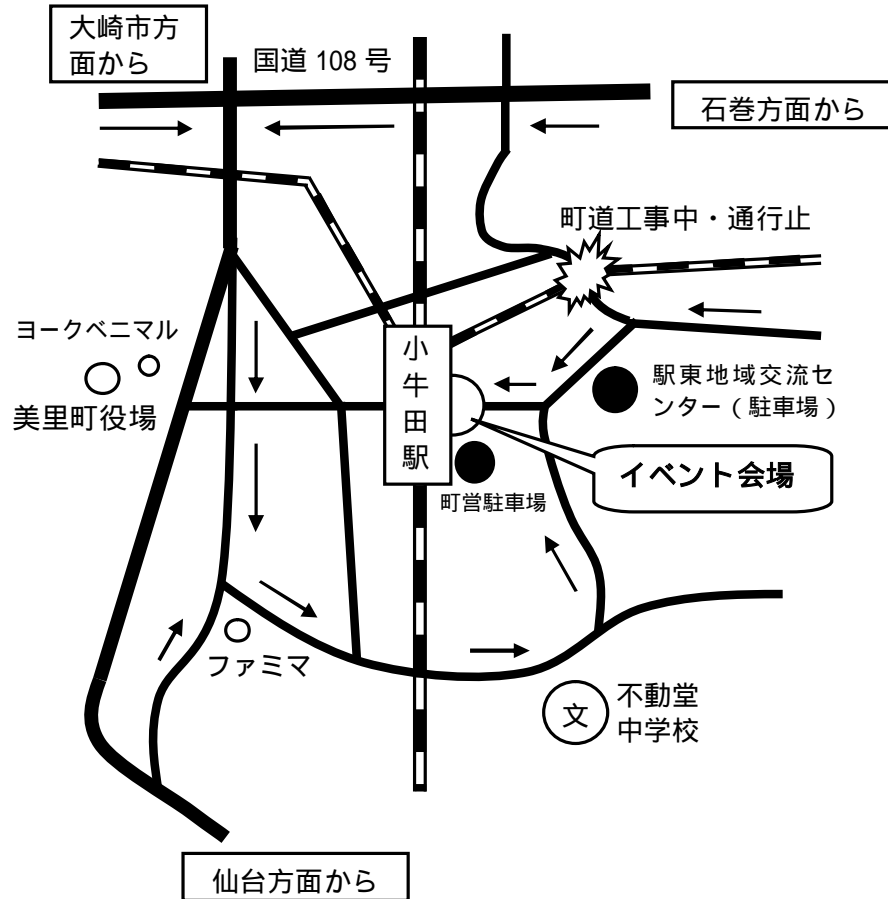 大崎市方
面から
国道 108 号
石巻方面から
町道工事中・通行止
ヨークベニマル
美里町役場
小牛田駅
駅東地域交流セ
ンター（駐車場）
イベント会場
町営駐車場
ファミマ
文
不動堂
中学校
仙台方面から